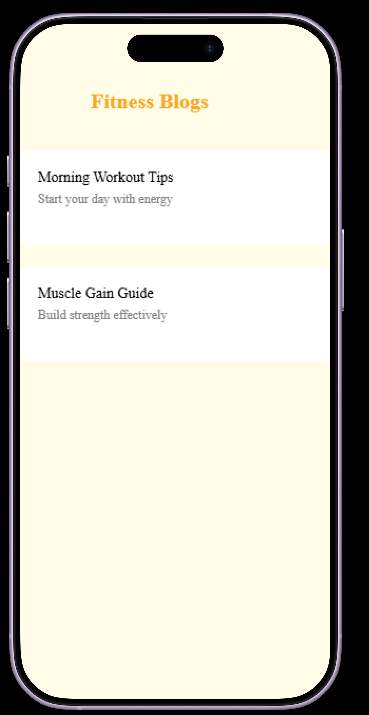 Fitness Blogs
Morning Workout Tips
Start your day with energy
Muscle Gain Guide
Build strength effectively